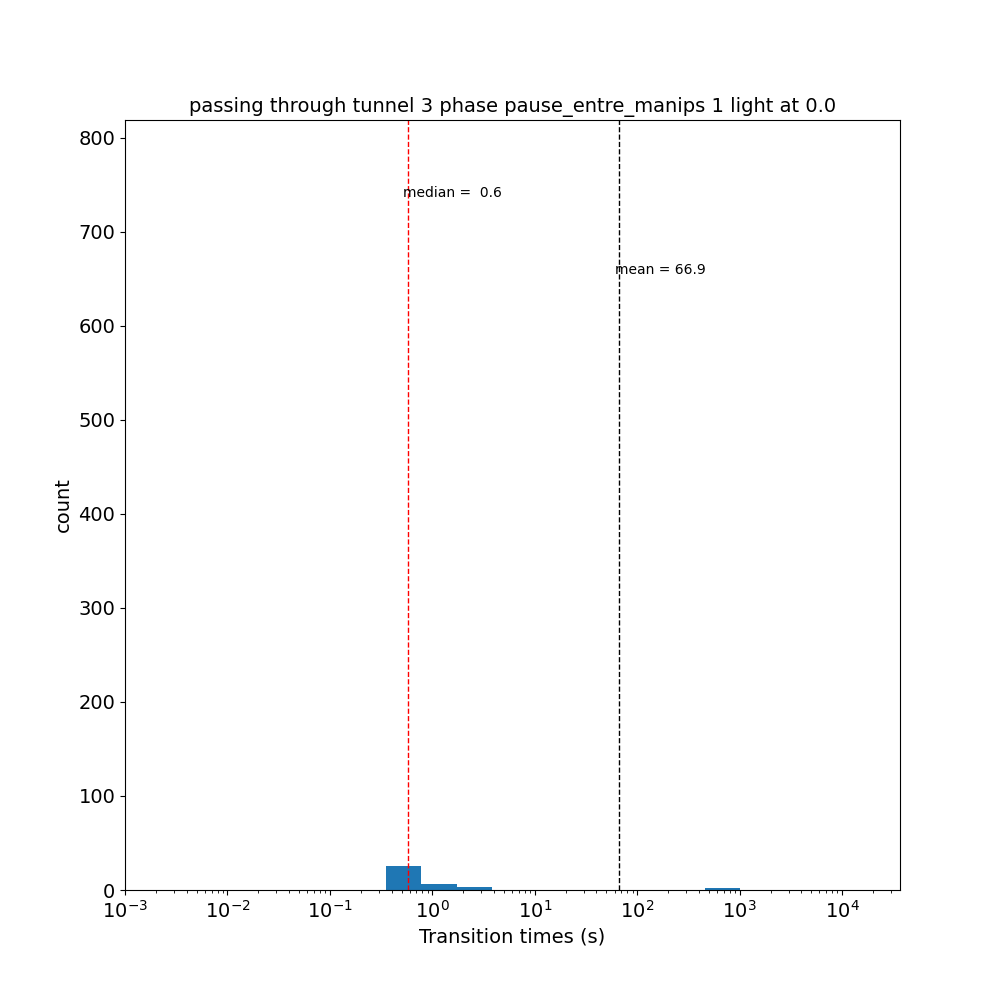 passing through tunnel 3 phase pause_entre_manips 1 light at 0.0
800
median =  0.6
700
mean = 66.9
600
500
400
count
300
200
100
0
10⁻³ 10⁻² 10⁻¹ 10⁰ 10¹ 10² 10³ 10⁴
Transition times (s)